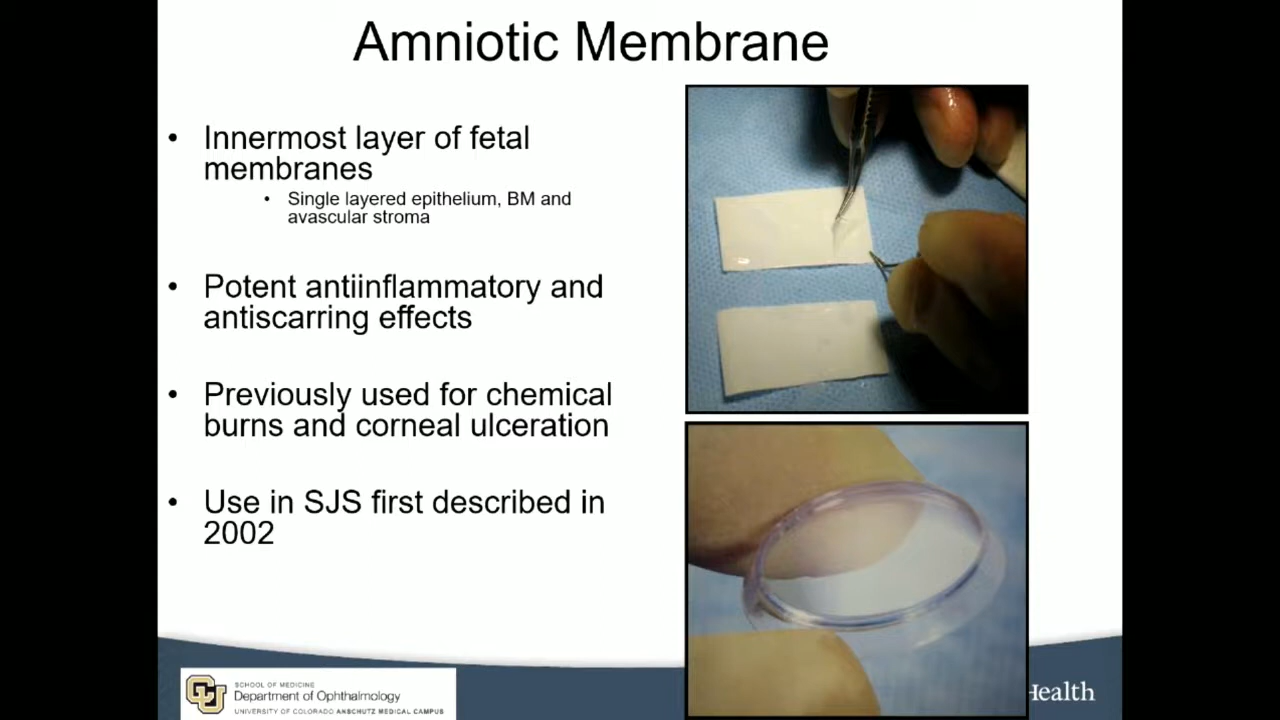 Amniotic Membrane
• Innermost layer of fetal
membranes
• Single layered epithelium, BM and
avascular stroma
• Potent antiinflammatory and
antiscarring effects
• Previously used for chemical
burns and corneal ulceration
• Use in SJS first described in
2002
SCHOOL OF MEDICINE
Department of Ophthalmology
UNIVERSITY OF COLORADO ANSCHUTZ MEDICAL CAMPUS
Health